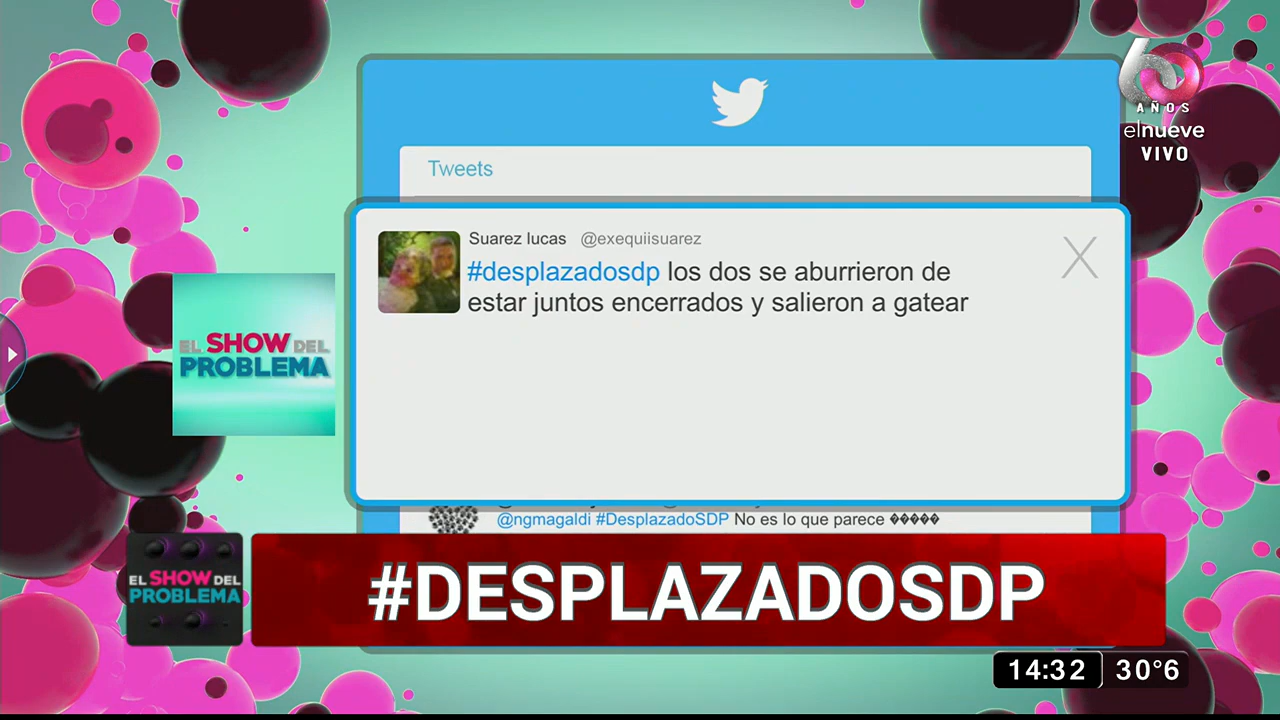 60
AÑOS
elnueve
VIVO
Tweets
Suarez lucas @exequiisuarez
#desplazadosdp los dos se aburrieron de
estar juntos encerrados y salieron a gatear
EL SHOW DEL
PROBLEMA
@ngmagaldi #DesplazadoSDP No es lo que parece �����
EL SHOW DEL
PROBLEMA
#DESPLAZADOSDP
14:32 30°6